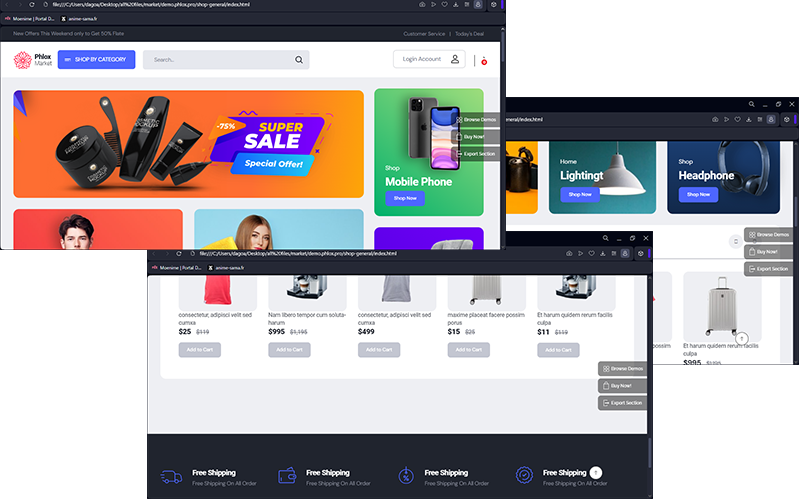 file:///C:/Users/dagoa/Desktop/all%20files/market/demo.phlox.pro/shop-general/index.html
Moenime | Portal D...
anime-sama.fr
New Offers This Weekend only to Get 50% Flate
Customer Service | Today's Deal
Phlox
Market
SHOP BY CATEGORY
Search...
Login Account
0
COSMETIC
MOCKUP
-75%
SUPER
SALE
Special Offer!
Shop
Mobile Phone
Shop Now
Browse Demos
Buy Now!
Export Section
eral/index.html
Home
Lightingt
Shop Now
Shop
Headphone
Shop Now
Browse Demos
Buy Now!
Export Section
Et harum quidem rerum facilis
culpa
$995 $1,195
file:///C:/Users/dagoa/Desktop/all%20files/market/demo.phlox.pro/shop-general/index.html
Moenime | Portal D...
anime-sama.fr
consectetur, adipisci velit sed
cumxa
$25 $119
Add to Cart
Nam libero tempor cum soluta-
harum
$995 $1,195
Add to Cart
consectetur, adipisci velit sed
cumxa
$499
Add to Cart
maxime placeat facere possim
porus
$15 $25
Add to Cart
Et harum quidem rerum facilis
culpa
$11 $119
Add to Cart
Browse Demos
Buy Now!
Export Section
Free Shipping
Free Shipping On All Order
Free Shipping
Free Shipping On All Order
Free Shipping
Free Shipping On All Order
Free Shipping
Free Shipping On All Order